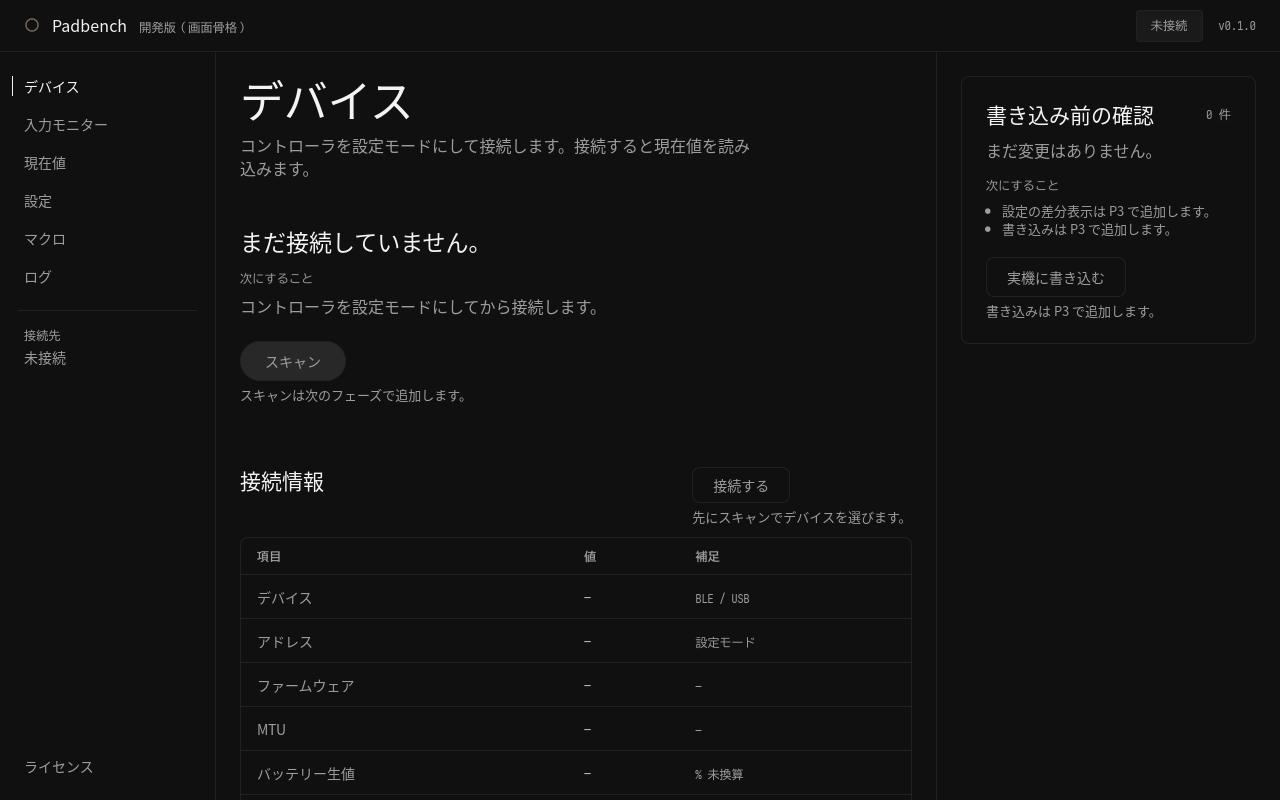 Padbench 開発版（画面骨格）
未接続
v0.1.0
デバイス
入力モニター
現在値
設定
マクロ
ログ
接続先
未接続
ライセンス
デバイス
コントローラを設定モードにして接続します。接続すると現在値を読み
込みます。
まだ接続していません。
次にすること
コントローラを設定モードにしてから接続します。
スキャン
スキャンは次のフェーズで追加します。
接続情報
接続する
先にスキャンでデバイスを選びます。
項目 値 補足
デバイス – BLE / USB
アドレス – 設定モード
ファームウェア – –
MTU – –
バッテリー生値 – % 未換算
書き込み前の確認 0 件
まだ変更はありません。
次にすること
• 設定の差分表示は P3 で追加します。
• 書き込みは P3 で追加します。
実機に書き込む
書き込みは P3 で追加します。